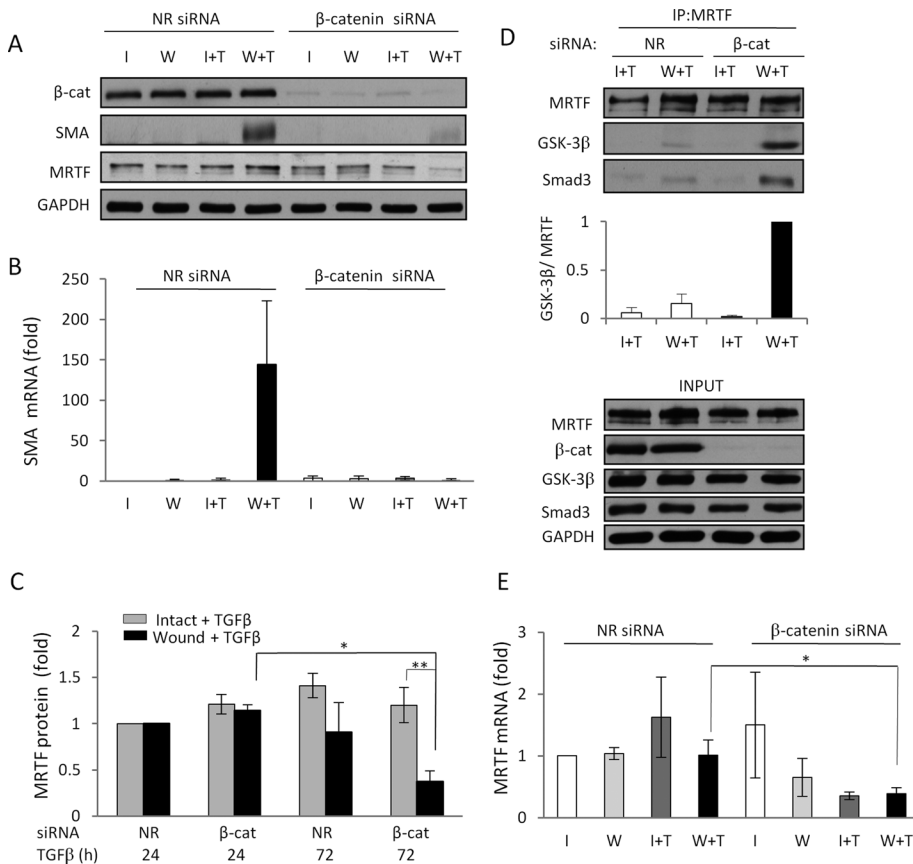 A
NR siRNA
β-catenin siRNA
I W I+T W+T I W I+T W+T
β-cat
SMA
MRTF
GAPDH
B
NR siRNA
β-catenin siRNA
SMA mRNA (fold)
250
200
150
100
50
0
I W I+T W+T I W I+T W+T
C
Intact + TGFβ
Wound + TGFβ
MRTF protein (fold)
2
1.5
1
0.5
0
*
**
siRNA NR β-cat NR β-cat
TGFβ (h) 24 24 72 72
D
IP:MRTF
siRNA: NR β-cat
I+T W+T I+T W+T
MRTF
GSK-3β
Smad3
GSK-3β/ MRTF
1
0.5
0
I+T W+T I+T W+T
INPUT
MRTF
β-cat
GSK-3β
Smad3
GAPDH
E
NR siRNA
β-catenin siRNA
*
MRTF mRNA (fold)
2
1
0
I W I+T W+T I W I+T W+T